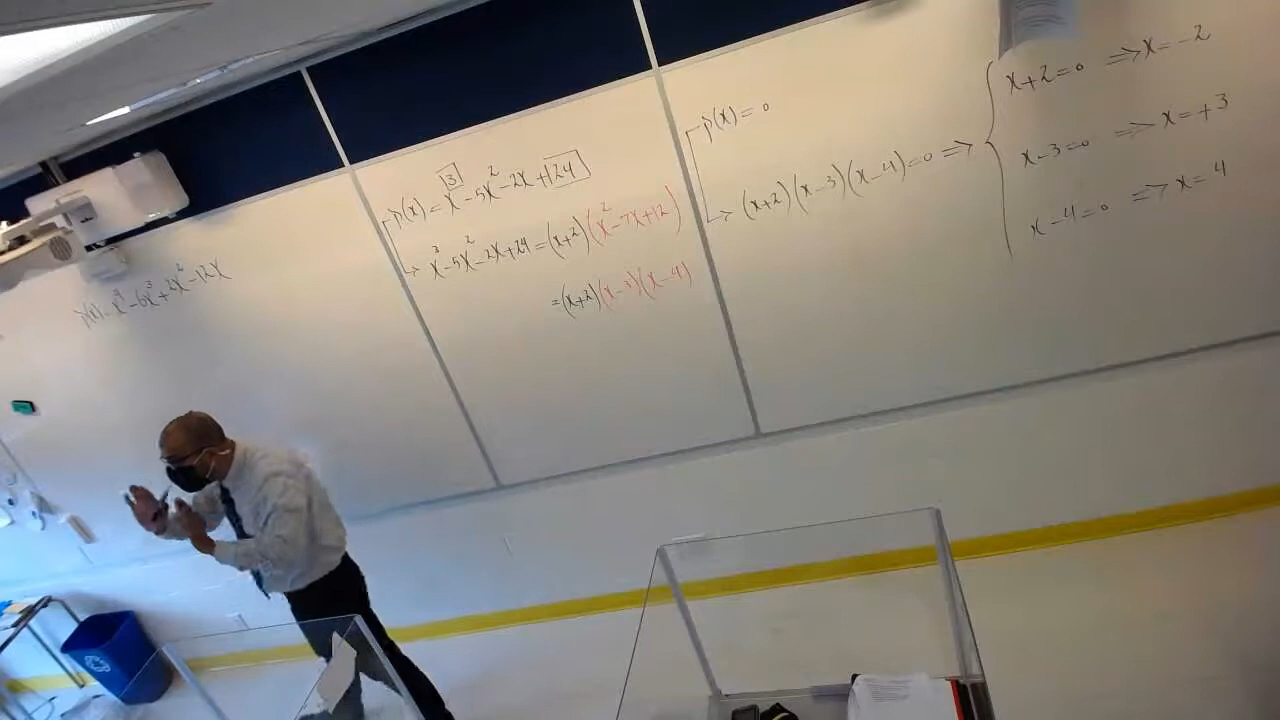 p(x) = x⁴ - 6x³ + 2x² - 12x
p(x) = x³ - 5x² - 2x + 24
x³ - 5x² - 2x + 24 = (x+2)(x² - 7x + 12)
= (x+2)(x-3)(x-4)
p(x) = 0
(x+2)(x-3)(x-4) = 0 ⇒
x+2 = 0 ⇒ x = -2
x-3 = 0 ⇒ x = +3
x-4 = 0 ⇒ x = 4